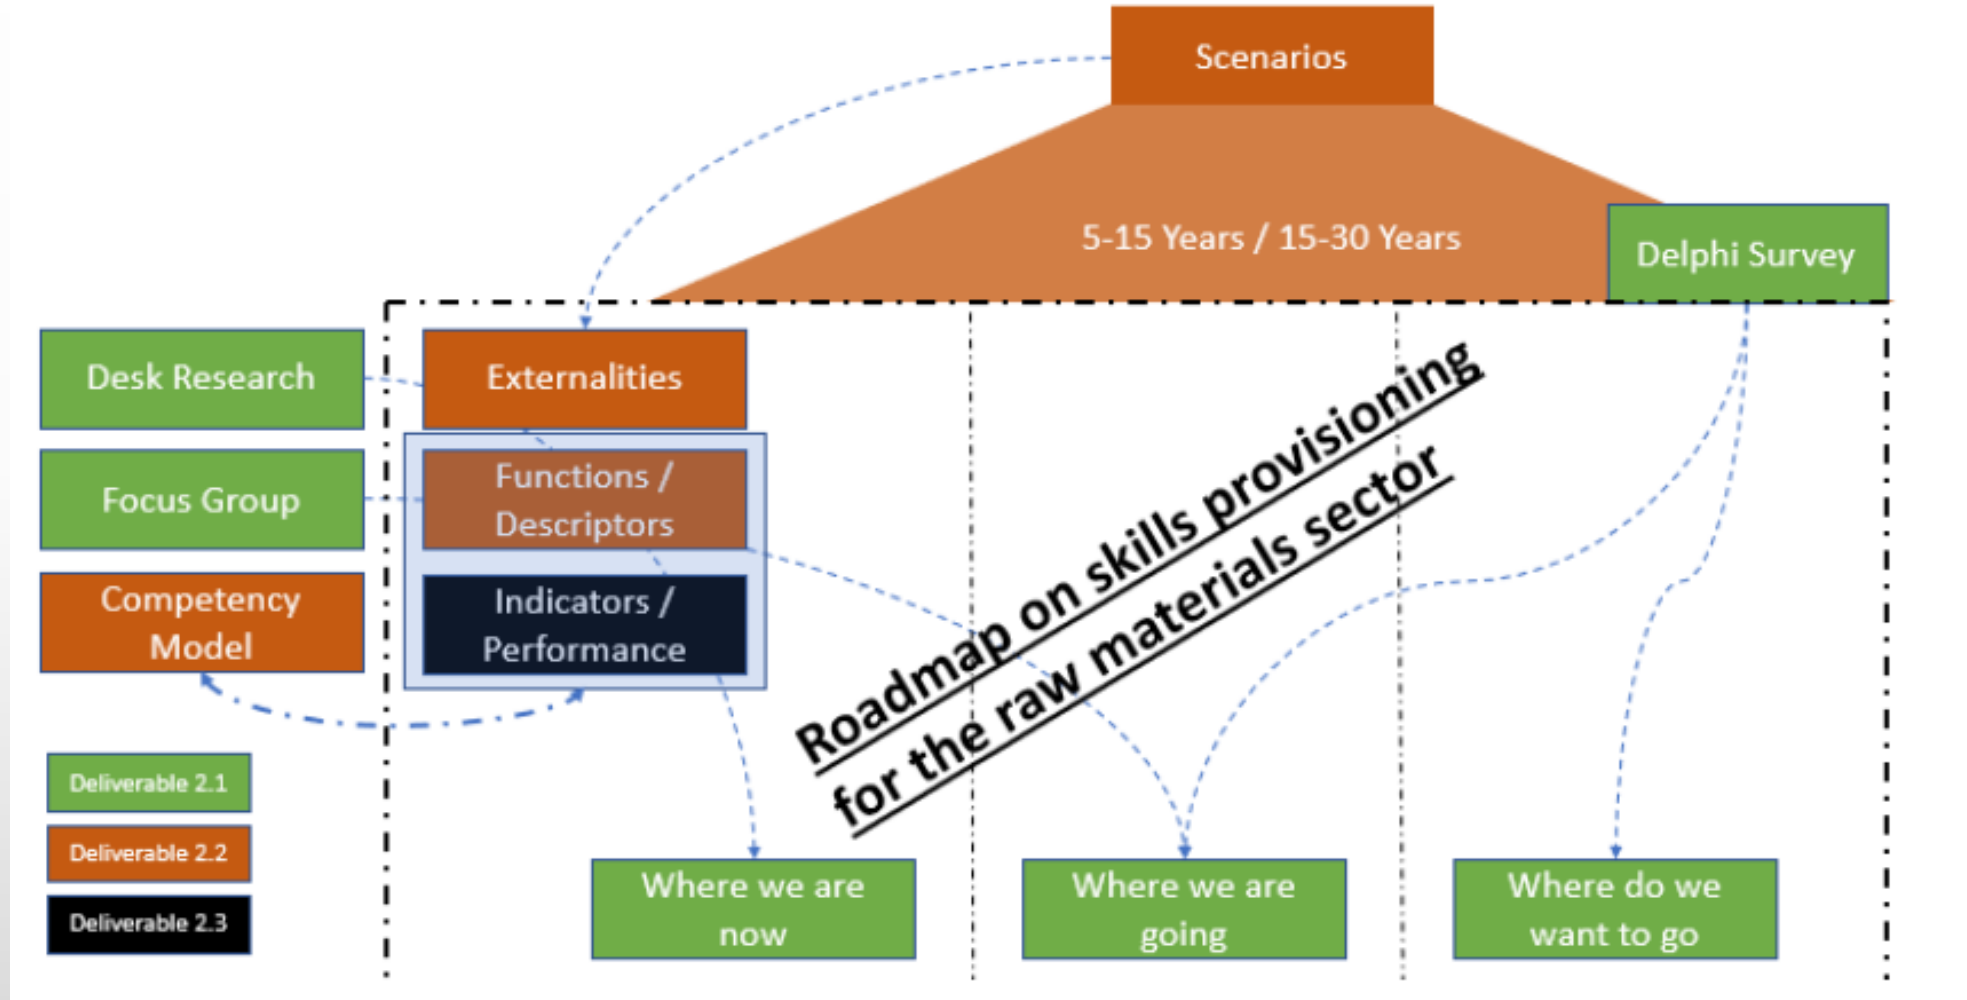 Scenarios
5-15 Years / 15-30 Years
Delphi Survey
Desk Research
Externalities
Focus Group
Functions /
Descriptors
Competency
Model
Indicators /
Performance
Roadmap on skills provisioning
for the raw materials sector
Deliverable 2.1
Deliverable 2.2
Deliverable 2.3
Where we are
now
Where we are
going
Where do we
want to go